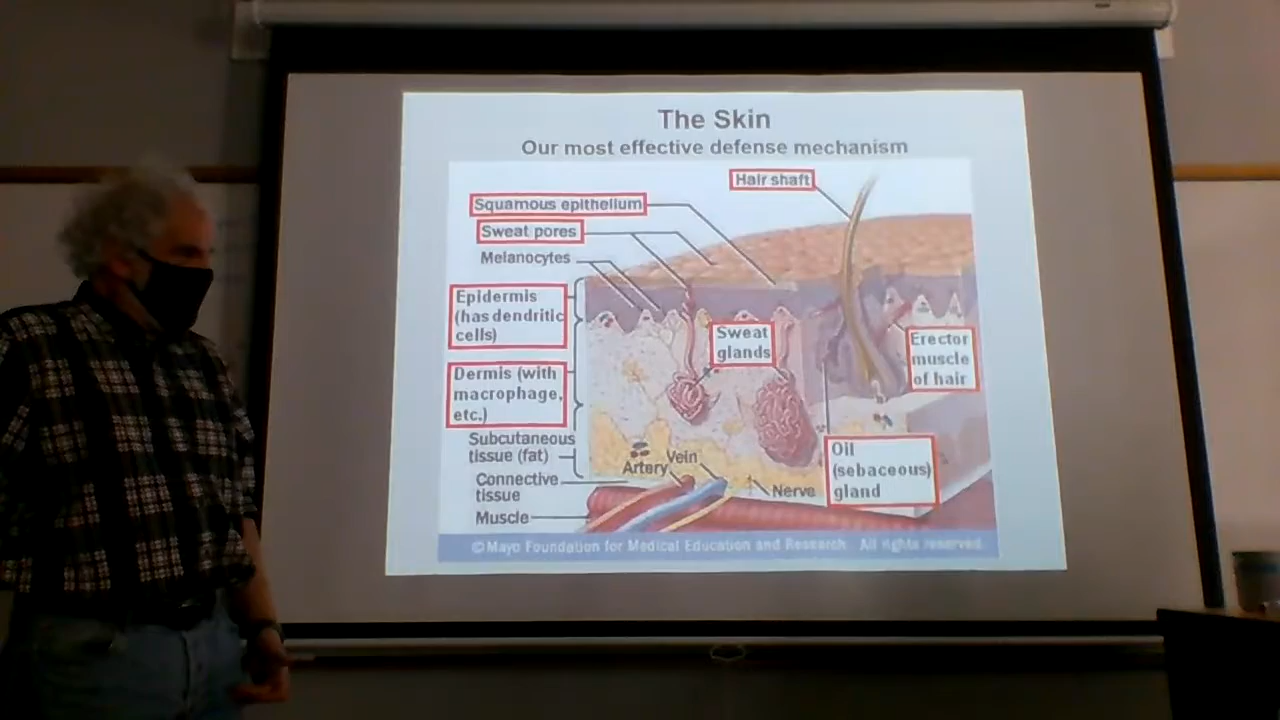 The Skin
Our most effective defense mechanism
Hair shaft
Squamous epithelium
Sweat pores
Melanocytes
Epidermis
(has dendritic
cells)
Sweat
glands
Erector
muscle
of hair
Dermis (with
macrophage,
etc.)
Subcutaneous
tissue (fat)
Artery
Vein
Oil
(sebaceous)
gland
Connective
tissue
Nerve
Muscle
© Mayo Foundation for Medical Education and Research. All rights reserved.